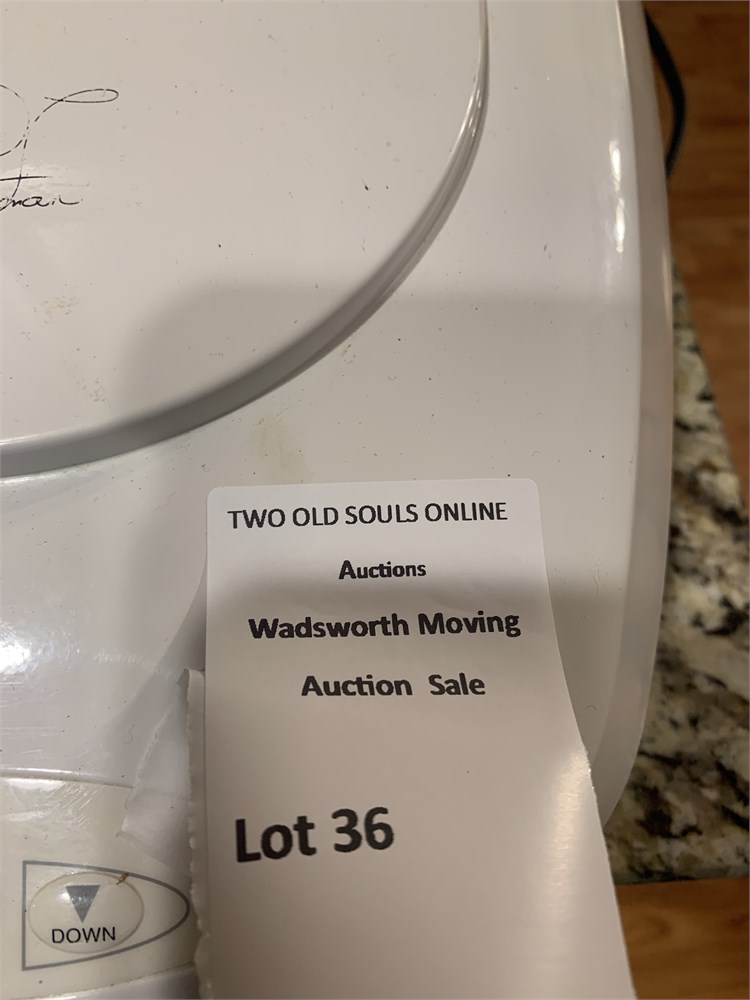 TWO OLD SOULS ONLINE
Auctions
Wadsworth Moving
Auction Sale
Lot 36
DOWN